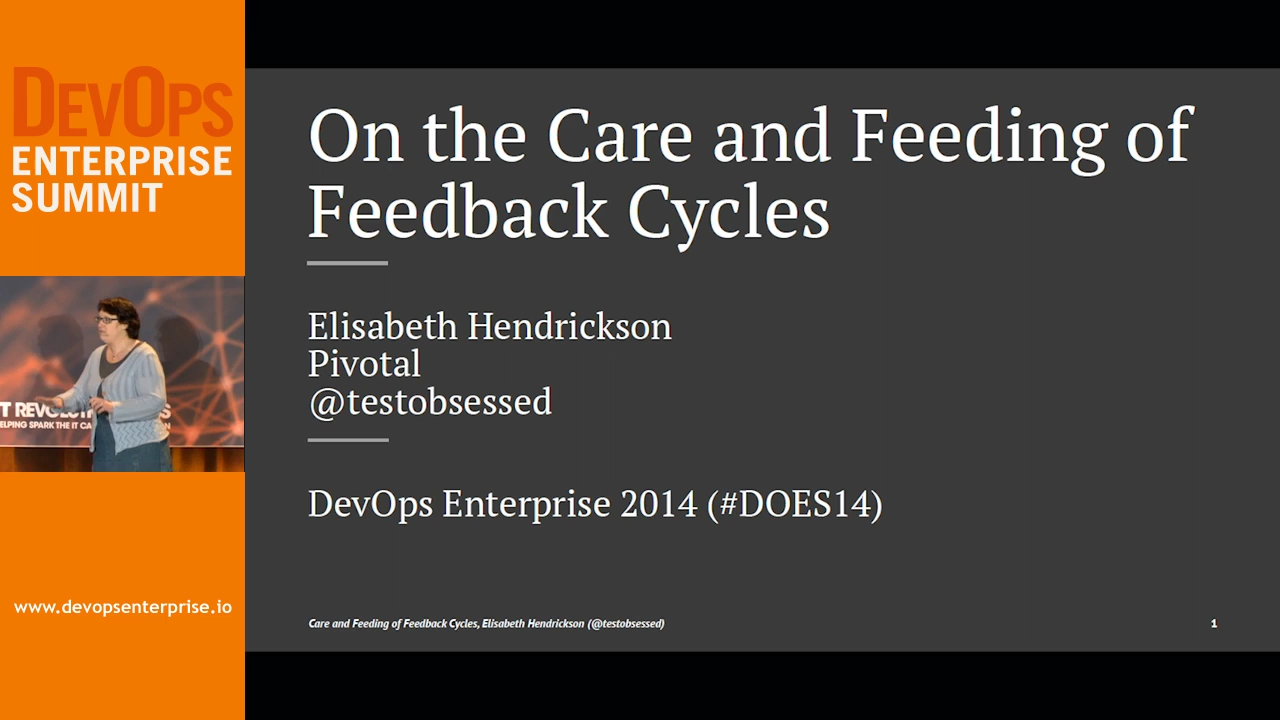 DEVOPS
ENTERPRISE
SUMMIT
On the Care and Feeding of
Feedback Cycles
Elisabeth Hendrickson
Pivotal
@testobsessed
DevOps Enterprise 2014 (#DOES14)
www.devopsenterprise.io
Care and Feeding of Feedback Cycles, Elisabeth Hendrickson (@testobsessed)
1